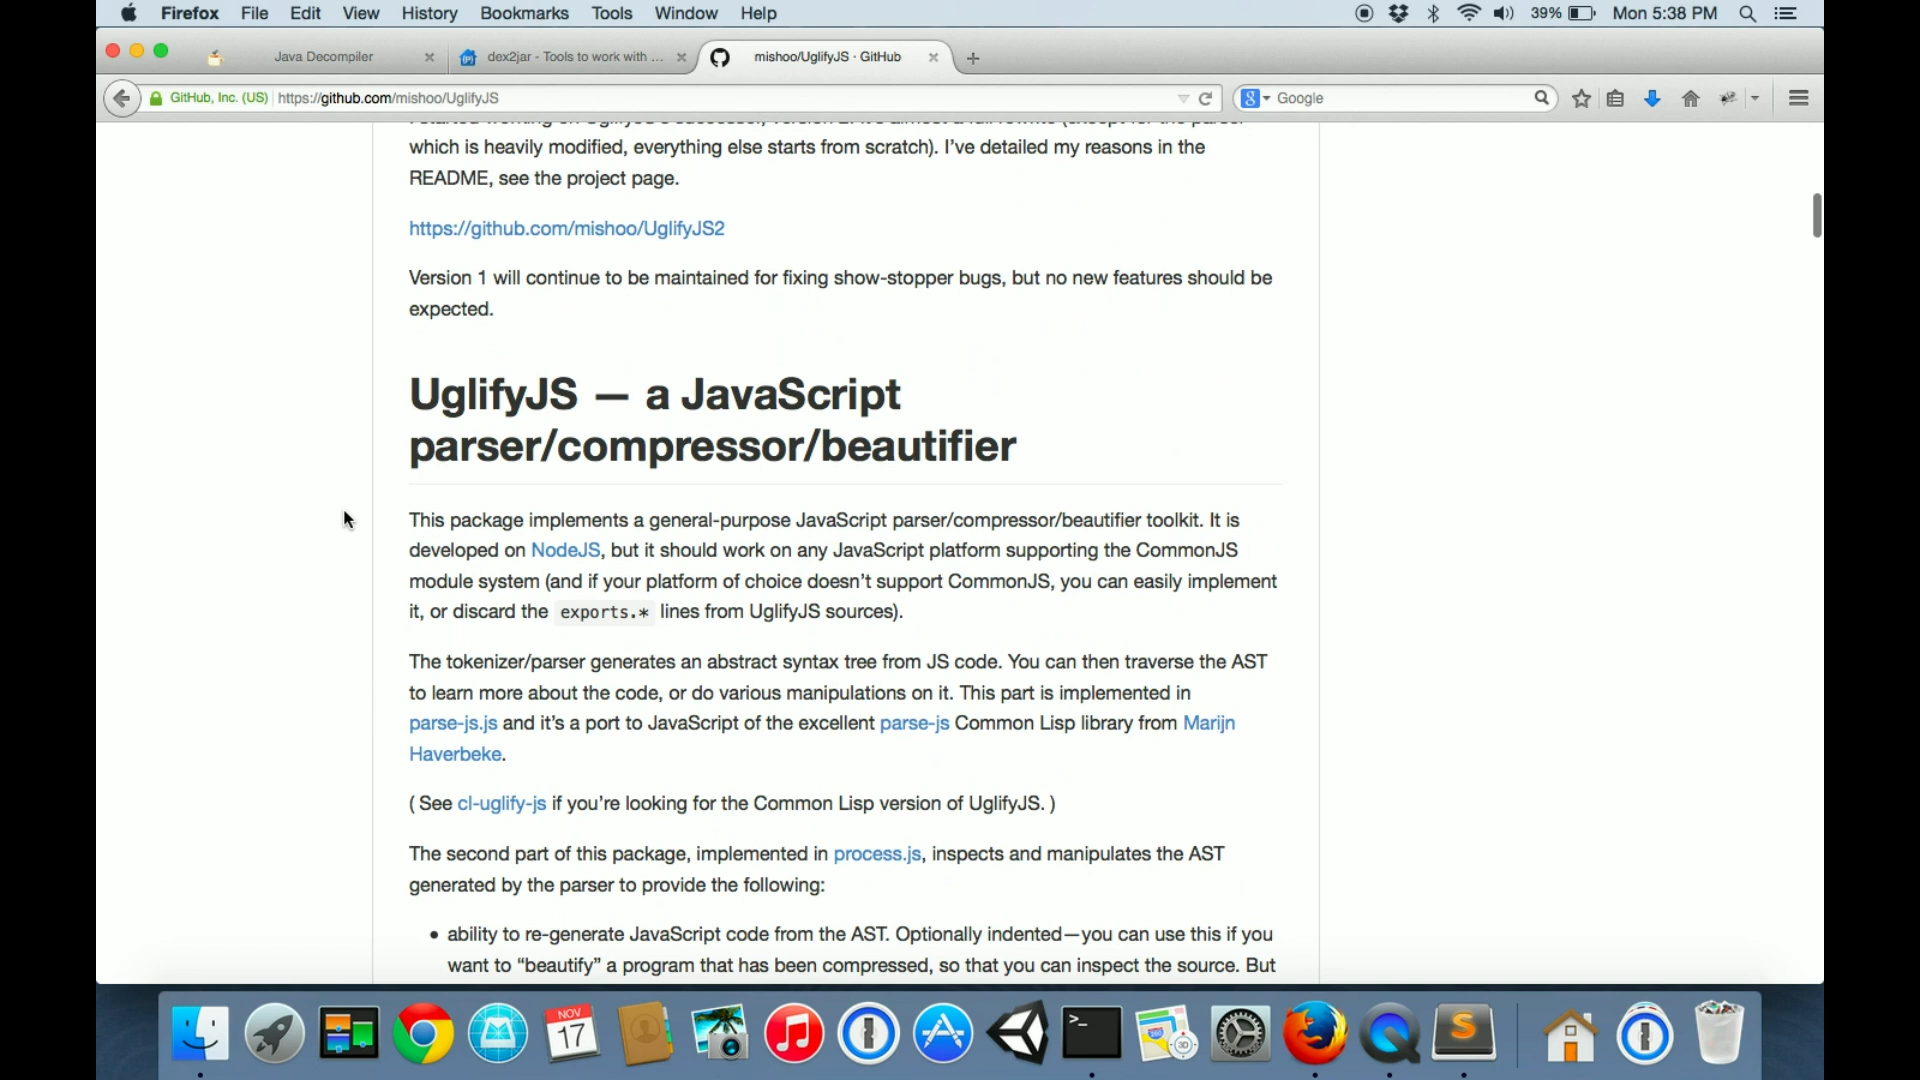 Firefox File Edit View History Bookmarks Tools Window Help 39% Mon 5:38 PM
Java Decompiler dex2jar - Tools to work with ... mishoo/UglifyJS · GitHub
GitHub, Inc. (US) https://github.com/mishoo/UglifyJS Google
which is heavily modified, everything else starts from scratch). I've detailed my reasons in the
README, see the project page.
https://github.com/mishoo/UglifyJS2
Version 1 will continue to be maintained for fixing show-stopper bugs, but no new features should be
expected.
UglifyJS — a JavaScript
parser/compressor/beautifier
This package implements a general-purpose JavaScript parser/compressor/beautifier toolkit. It is
developed on NodeJS, but it should work on any JavaScript platform supporting the CommonJS
module system (and if your platform of choice doesn't support CommonJS, you can easily implement
it, or discard the exports.* lines from UglifyJS sources).
The tokenizer/parser generates an abstract syntax tree from JS code. You can then traverse the AST
to learn more about the code, or do various manipulations on it. This part is implemented in
parse-js.js and it's a port to JavaScript of the excellent parse-js Common Lisp library from Marijn
Haverbeke.
( See cl-uglify-js if you're looking for the Common Lisp version of UglifyJS. )
The second part of this package, implemented in process.js, inspects and manipulates the AST
generated by the parser to provide the following:
• ability to re-generate JavaScript code from the AST. Optionally indented—you can use this if you
want to “beautify” a program that has been compressed, so that you can inspect the source. But
NOV
17